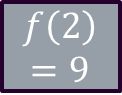 f(2)
= 9